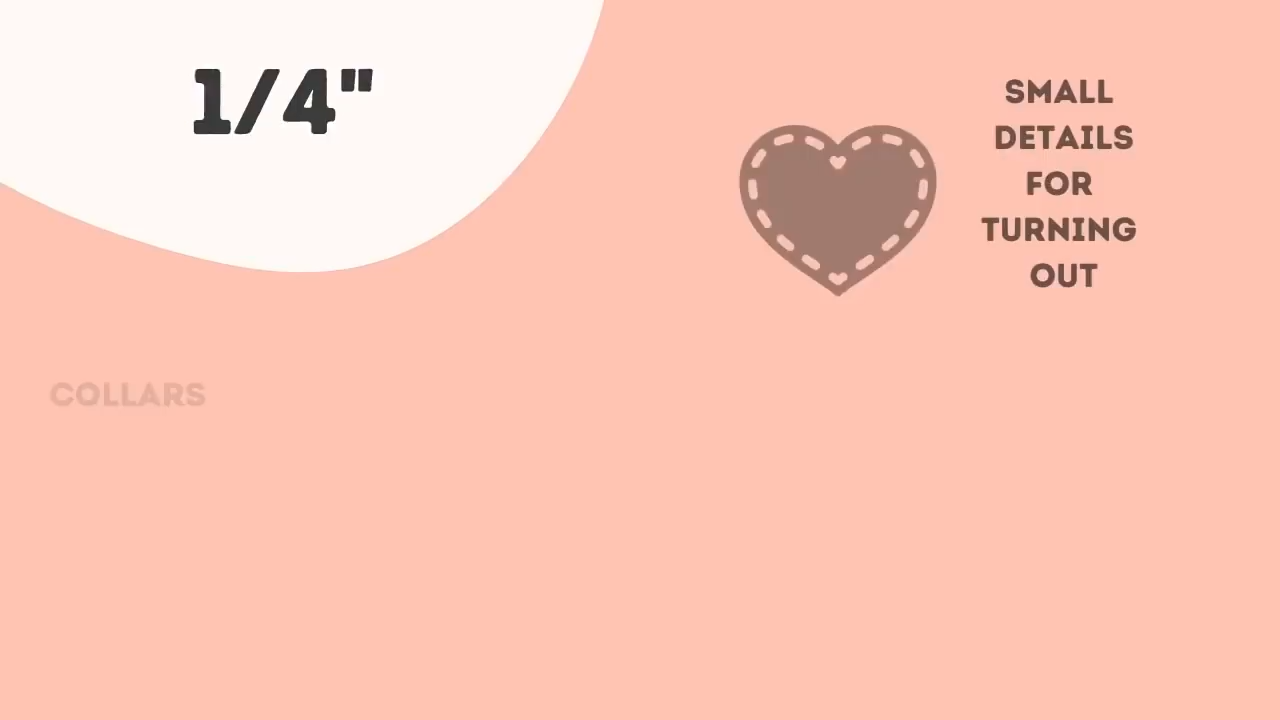 1/4"
SMALL
DETAILS
FOR
TURNING
OUT
COLLARS